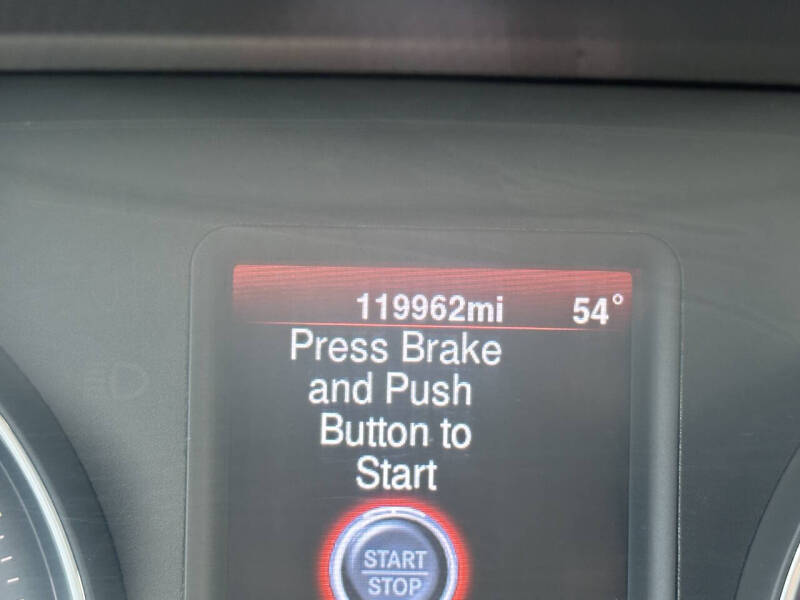 119962mi 54°
Press Brake
and Push
Button to
Start
START
STOP